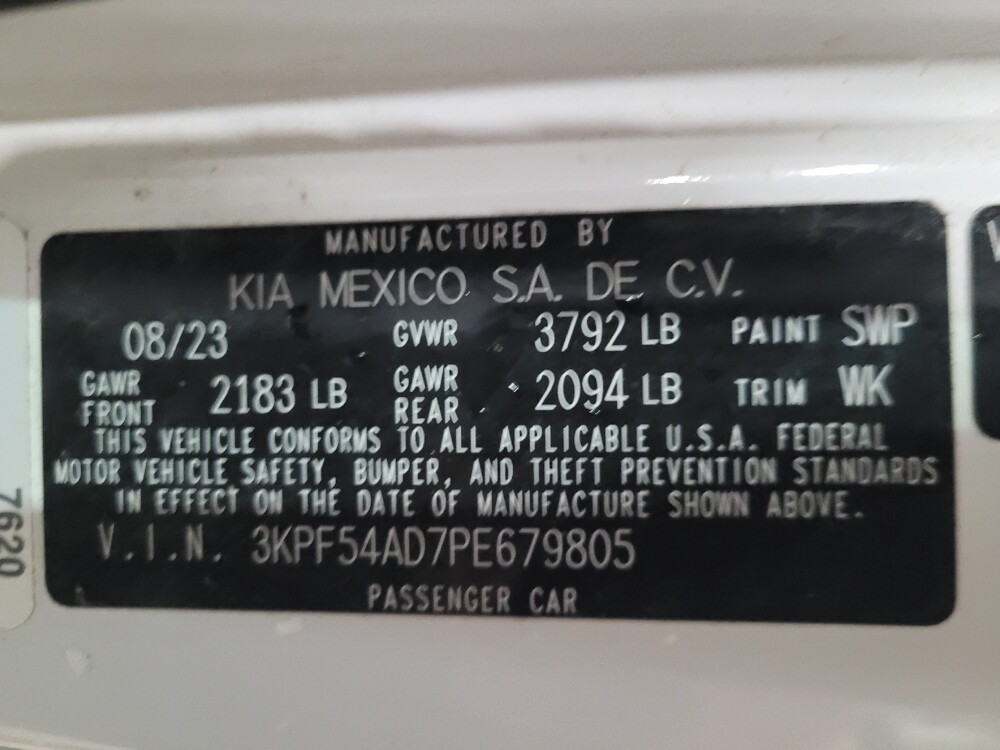 MANUFACTURED BY
KIA MEXICO S.A. DE C.V.
08/23 GVWR 3792 LB PAINT SWP
GAWR FRONT 2183 LB GAWR REAR 2094 LB TRIM WK
THIS VEHICLE CONFORMS TO ALL APPLICABLE U.S.A. FEDERAL
MOTOR VEHICLE SAFETY, BUMPER, AND THEFT PREVENTION STANDARDS
IN EFFECT ON THE DATE OF MANUFACTURE SHOWN ABOVE.
V.I.N. 3KPF54AD7PE679805
PASSENGER CAR
7620